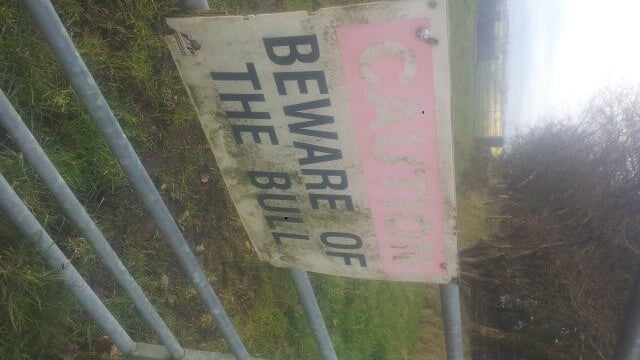 CAUTION
BEWARE OF
THE BULL